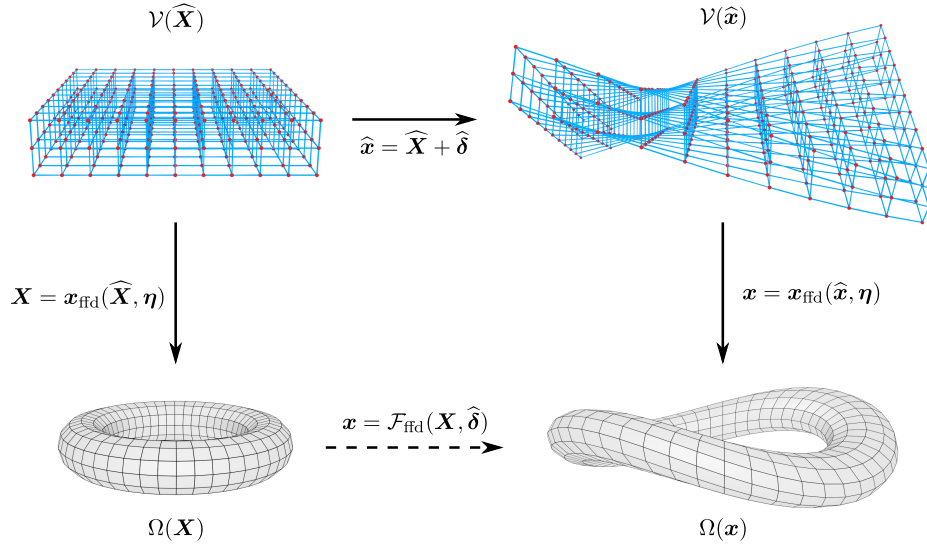 𝒱(X̂)
𝒱(x̂)
x̂ = X̂ + δ̂
X = x_ffd(X̂, η)
x = x_ffd(x̂, η)
x = ℱ_ffd(X, δ̂)
Ω(X)
Ω(x)